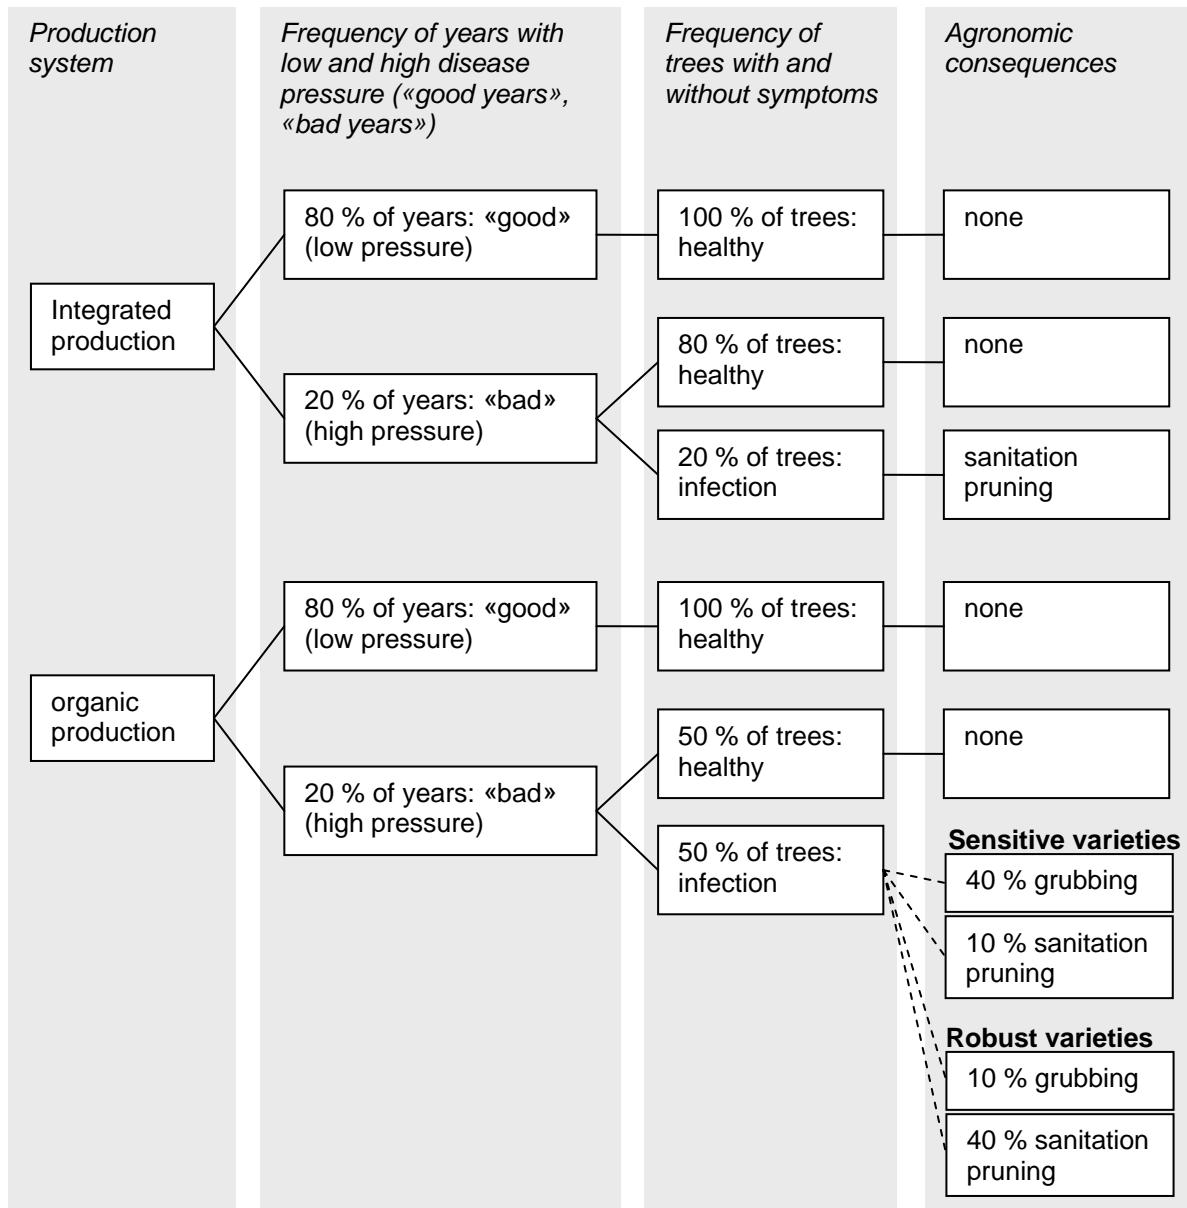 Production
system
Frequency of years with
low and high disease
pressure («good years»,
«bad years»)
Frequency of
trees with and
without symptoms
Agronomic
consequences
Integrated
production
80 % of years: «good»
(low pressure)
100 % of trees:
healthy
none
20 % of years: «bad»
(high pressure)
80 % of trees:
healthy
none
20 % of trees:
infection
sanitation
pruning
organic
production
80 % of years: «good»
(low pressure)
100 % of trees:
healthy
none
20 % of years: «bad»
(high pressure)
50 % of trees:
healthy
none
50 % of trees:
infection
Sensitive varieties
40 % grubbing
10 % sanitation
pruning
Robust varieties
10 % grubbing
40 % sanitation
pruning